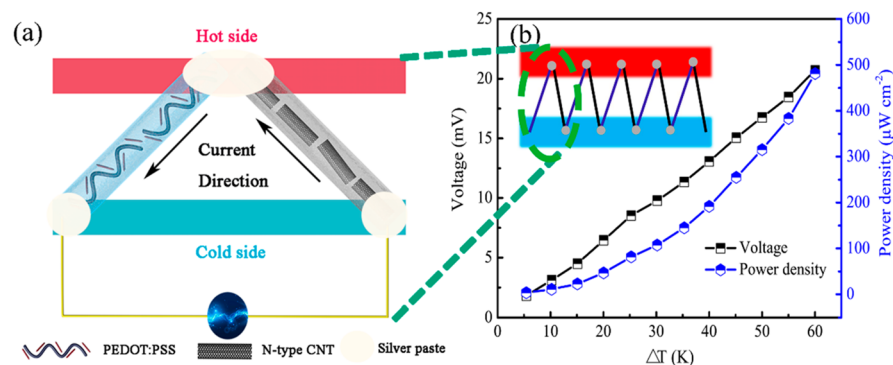 (a)
Hot side
Current
Direction
Cold side
PEDOT:PSS
N-type CNT
Silver paste
(b)
25
20
15
10
5
0
Voltage (mV)
600
500
400
300
200
100
0
Power density (μW cm⁻²)
Voltage
Power density
0
10
20
30
40
50
60
ΔT (K)